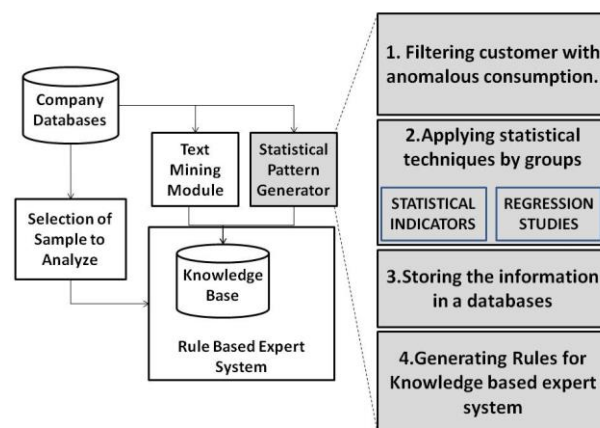 Company
Databases
Text
Mining
Module
Statistical
Pattern
Generator
Selection of
Sample to
Analyze
Knowledge
Base
Rule Based Expert
System
1. Filtering customer with
anomalous consumption.
2.Applying statistical
techniques by groups
STATISTICAL
INDICATORS
REGRESSION
STUDIES
3.Storing the information
in a databases
4.Generating Rules for
Knowledge based expert
system